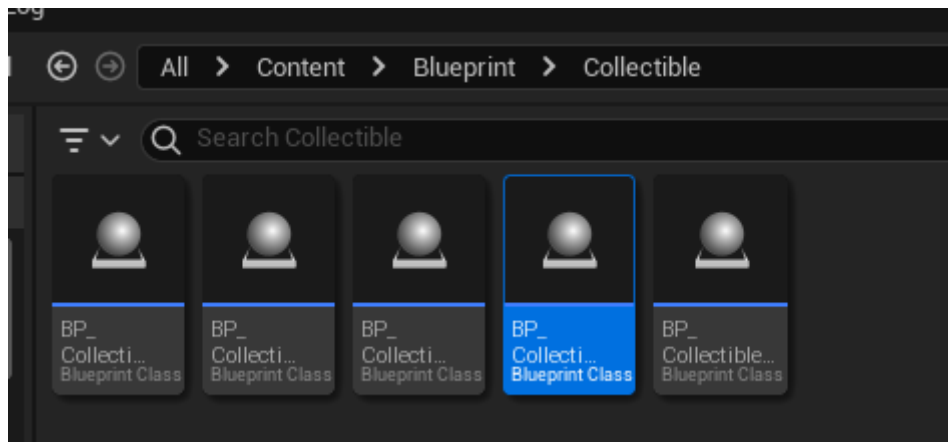 All > Content > Blueprint > Collectible
Search Collectible
BP_
Collecti...
Blueprint Class
BP_
Collecti...
Blueprint Class
BP_
Collecti...
Blueprint Class
BP_
Collecti...
Blueprint Class
BP_
Collectible...
Blueprint Class